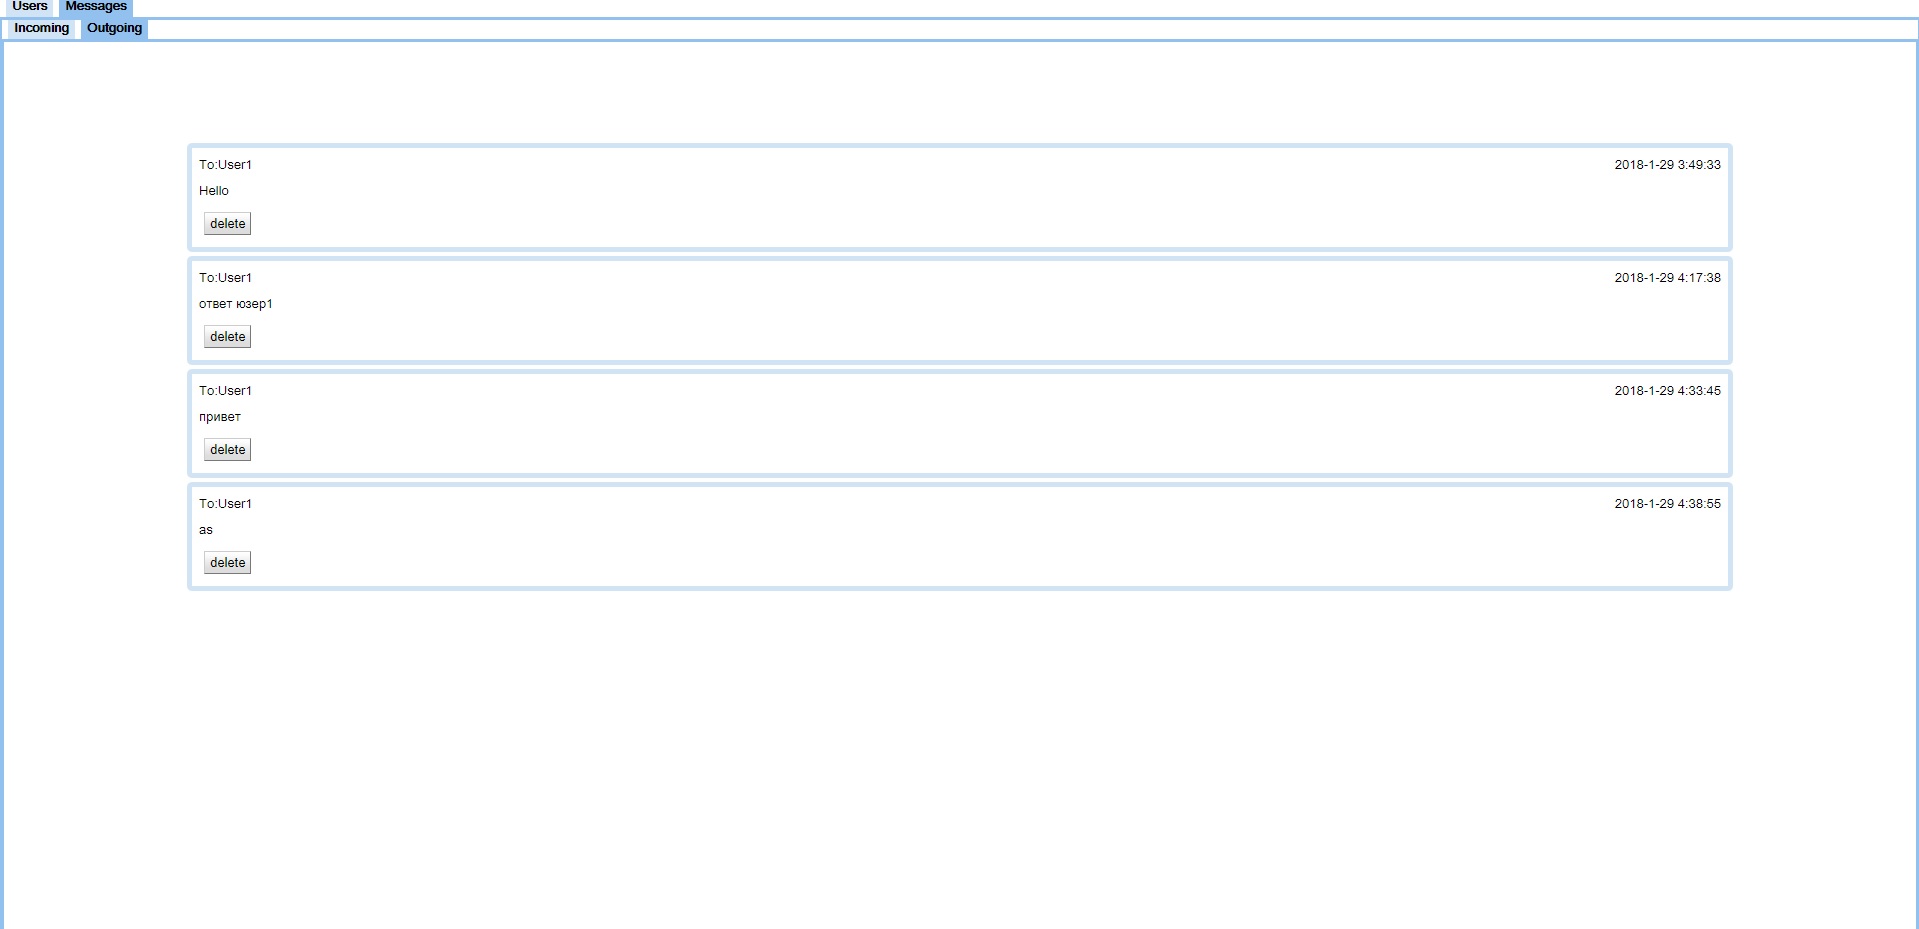 Users Messages
Incoming Outgoing
To:User1 2018-1-29 3:49:33
Hello
delete
To:User1 2018-1-29 4:17:38
ответ юзер1
delete
To:User1 2018-1-29 4:33:45
привет
delete
To:User1 2018-1-29 4:38:55
as
delete